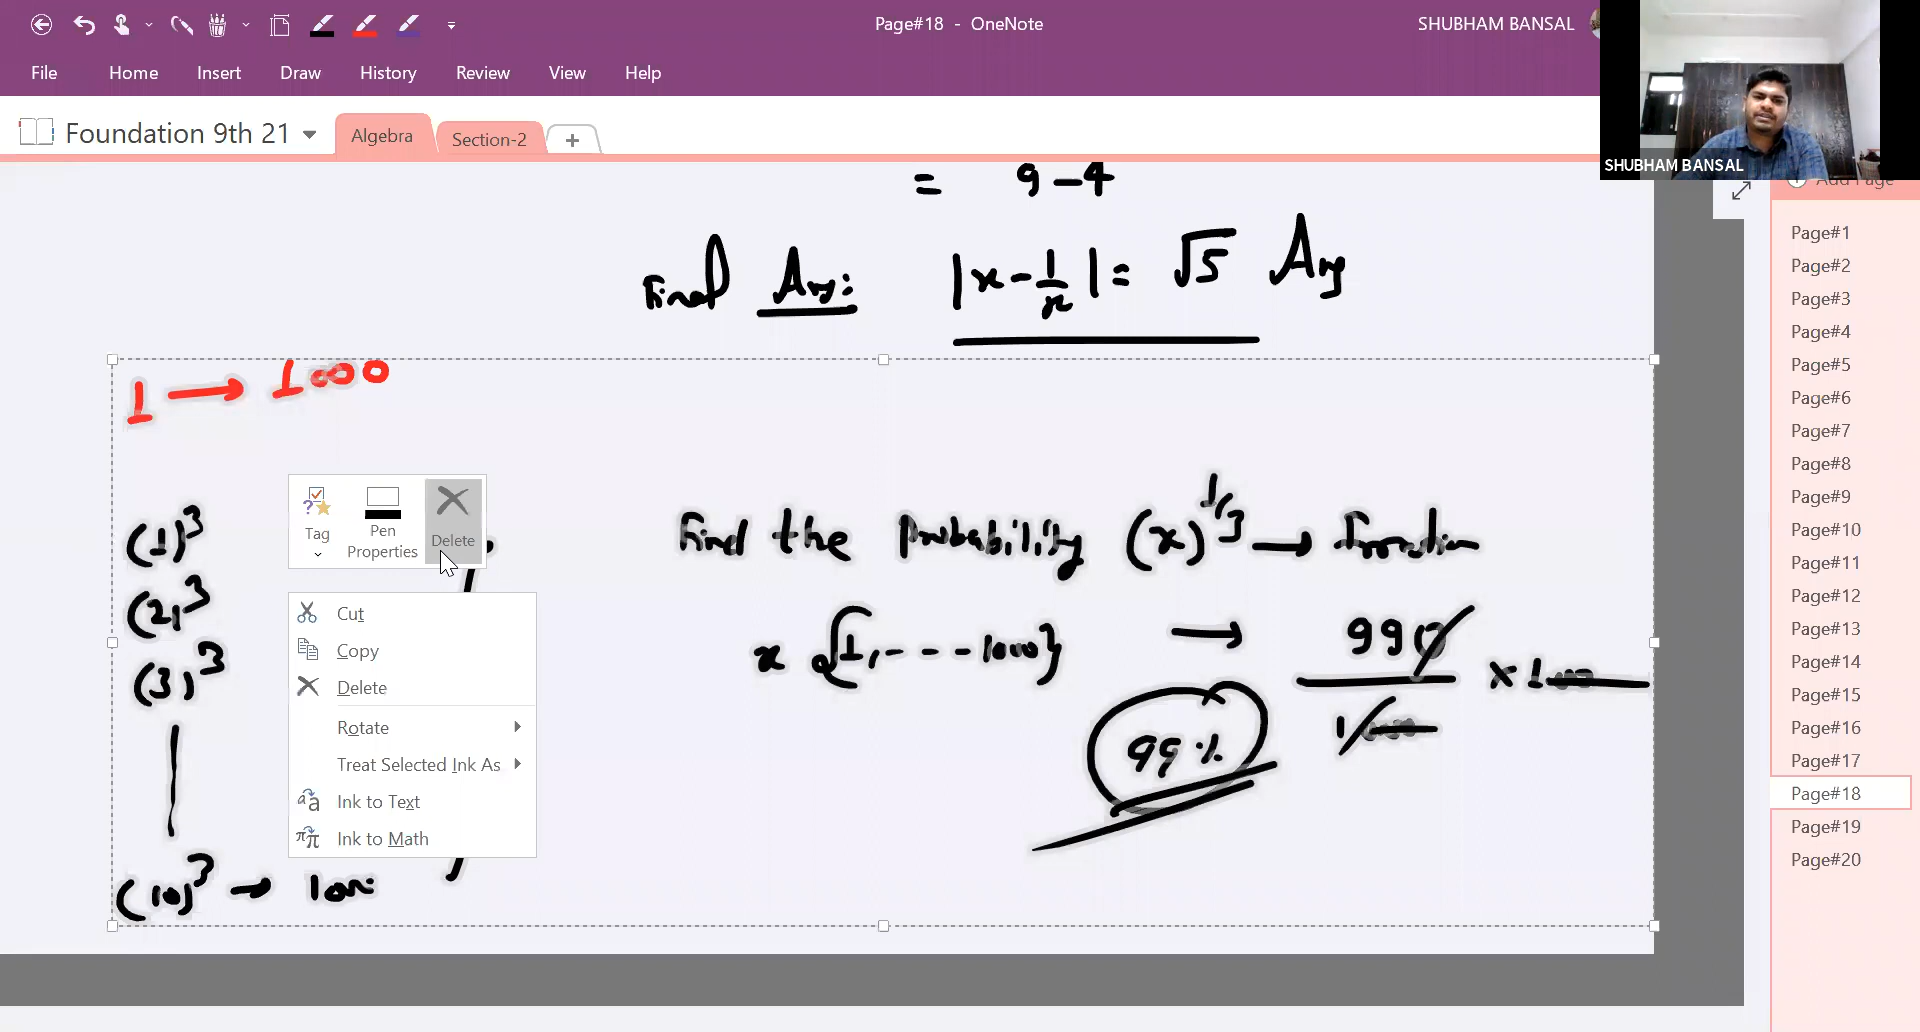 Page#18 - OneNote
SHUBHAM BANSAL
File Home Insert Draw History Review View Help
SHUBHAM BANSAL
Foundation 9th 21
Algebra
Section-2
+
Add Page
= 9-4
Final Ans: |x-1/x| = √5 Ans
1 → 1000
(1)³
(2)³
(3)³
(10)³ →
Tag
Pen Properties
Delete
Cut
Copy
Delete
Rotate
Treat Selected Ink As
Ink to Text
Ink to Math
Find the Probability (x)^1/3 →
x {1, - - - - 1000}
→ 990
× 1
99 %
Page#1
Page#2
Page#3
Page#4
Page#5
Page#6
Page#7
Page#8
Page#9
Page#10
Page#11
Page#12
Page#13
Page#14
Page#15
Page#16
Page#17
Page#18
Page#19
Page#20